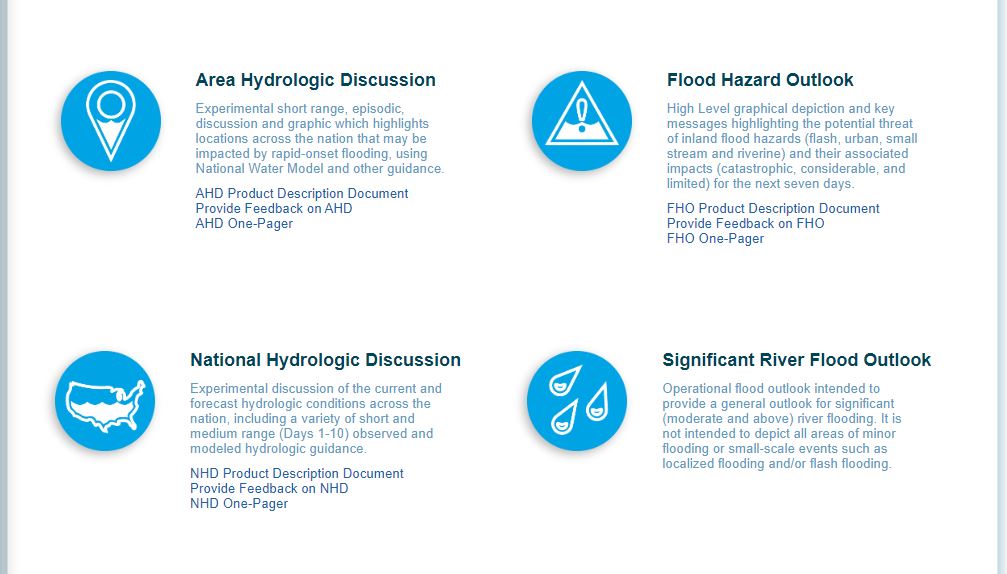 Area Hydrologic Discussion
Experimental short range, episodic,
discussion and graphic which highlights
locations across the nation that may be
impacted by rapid-onset flooding, using
National Water Model and other guidance.
AHD Product Description Document
Provide Feedback on AHD
AHD One-Pager
Flood Hazard Outlook
High Level graphical depiction and key
messages highlighting the potential threat
of inland flood hazards (flash, urban, small
stream and riverine) and their associated
impacts (catastrophic, considerable, and
limited) for the next seven days.
FHO Product Description Document
Provide Feedback on FHO
FHO One-Pager
National Hydrologic Discussion
Experimental discussion of the current and
forecast hydrologic conditions across the
nation, including a variety of short and
medium range (Days 1-10) observed and
modeled hydrologic guidance.
NHD Product Description Document
Provide Feedback on NHD
NHD One-Pager
Significant River Flood Outlook
Operational flood outlook intended to
provide a general outlook for significant
(moderate and above) river flooding. It is
not intended to depict all areas of minor
flooding or small-scale events such as
localized flooding and/or flash flooding.